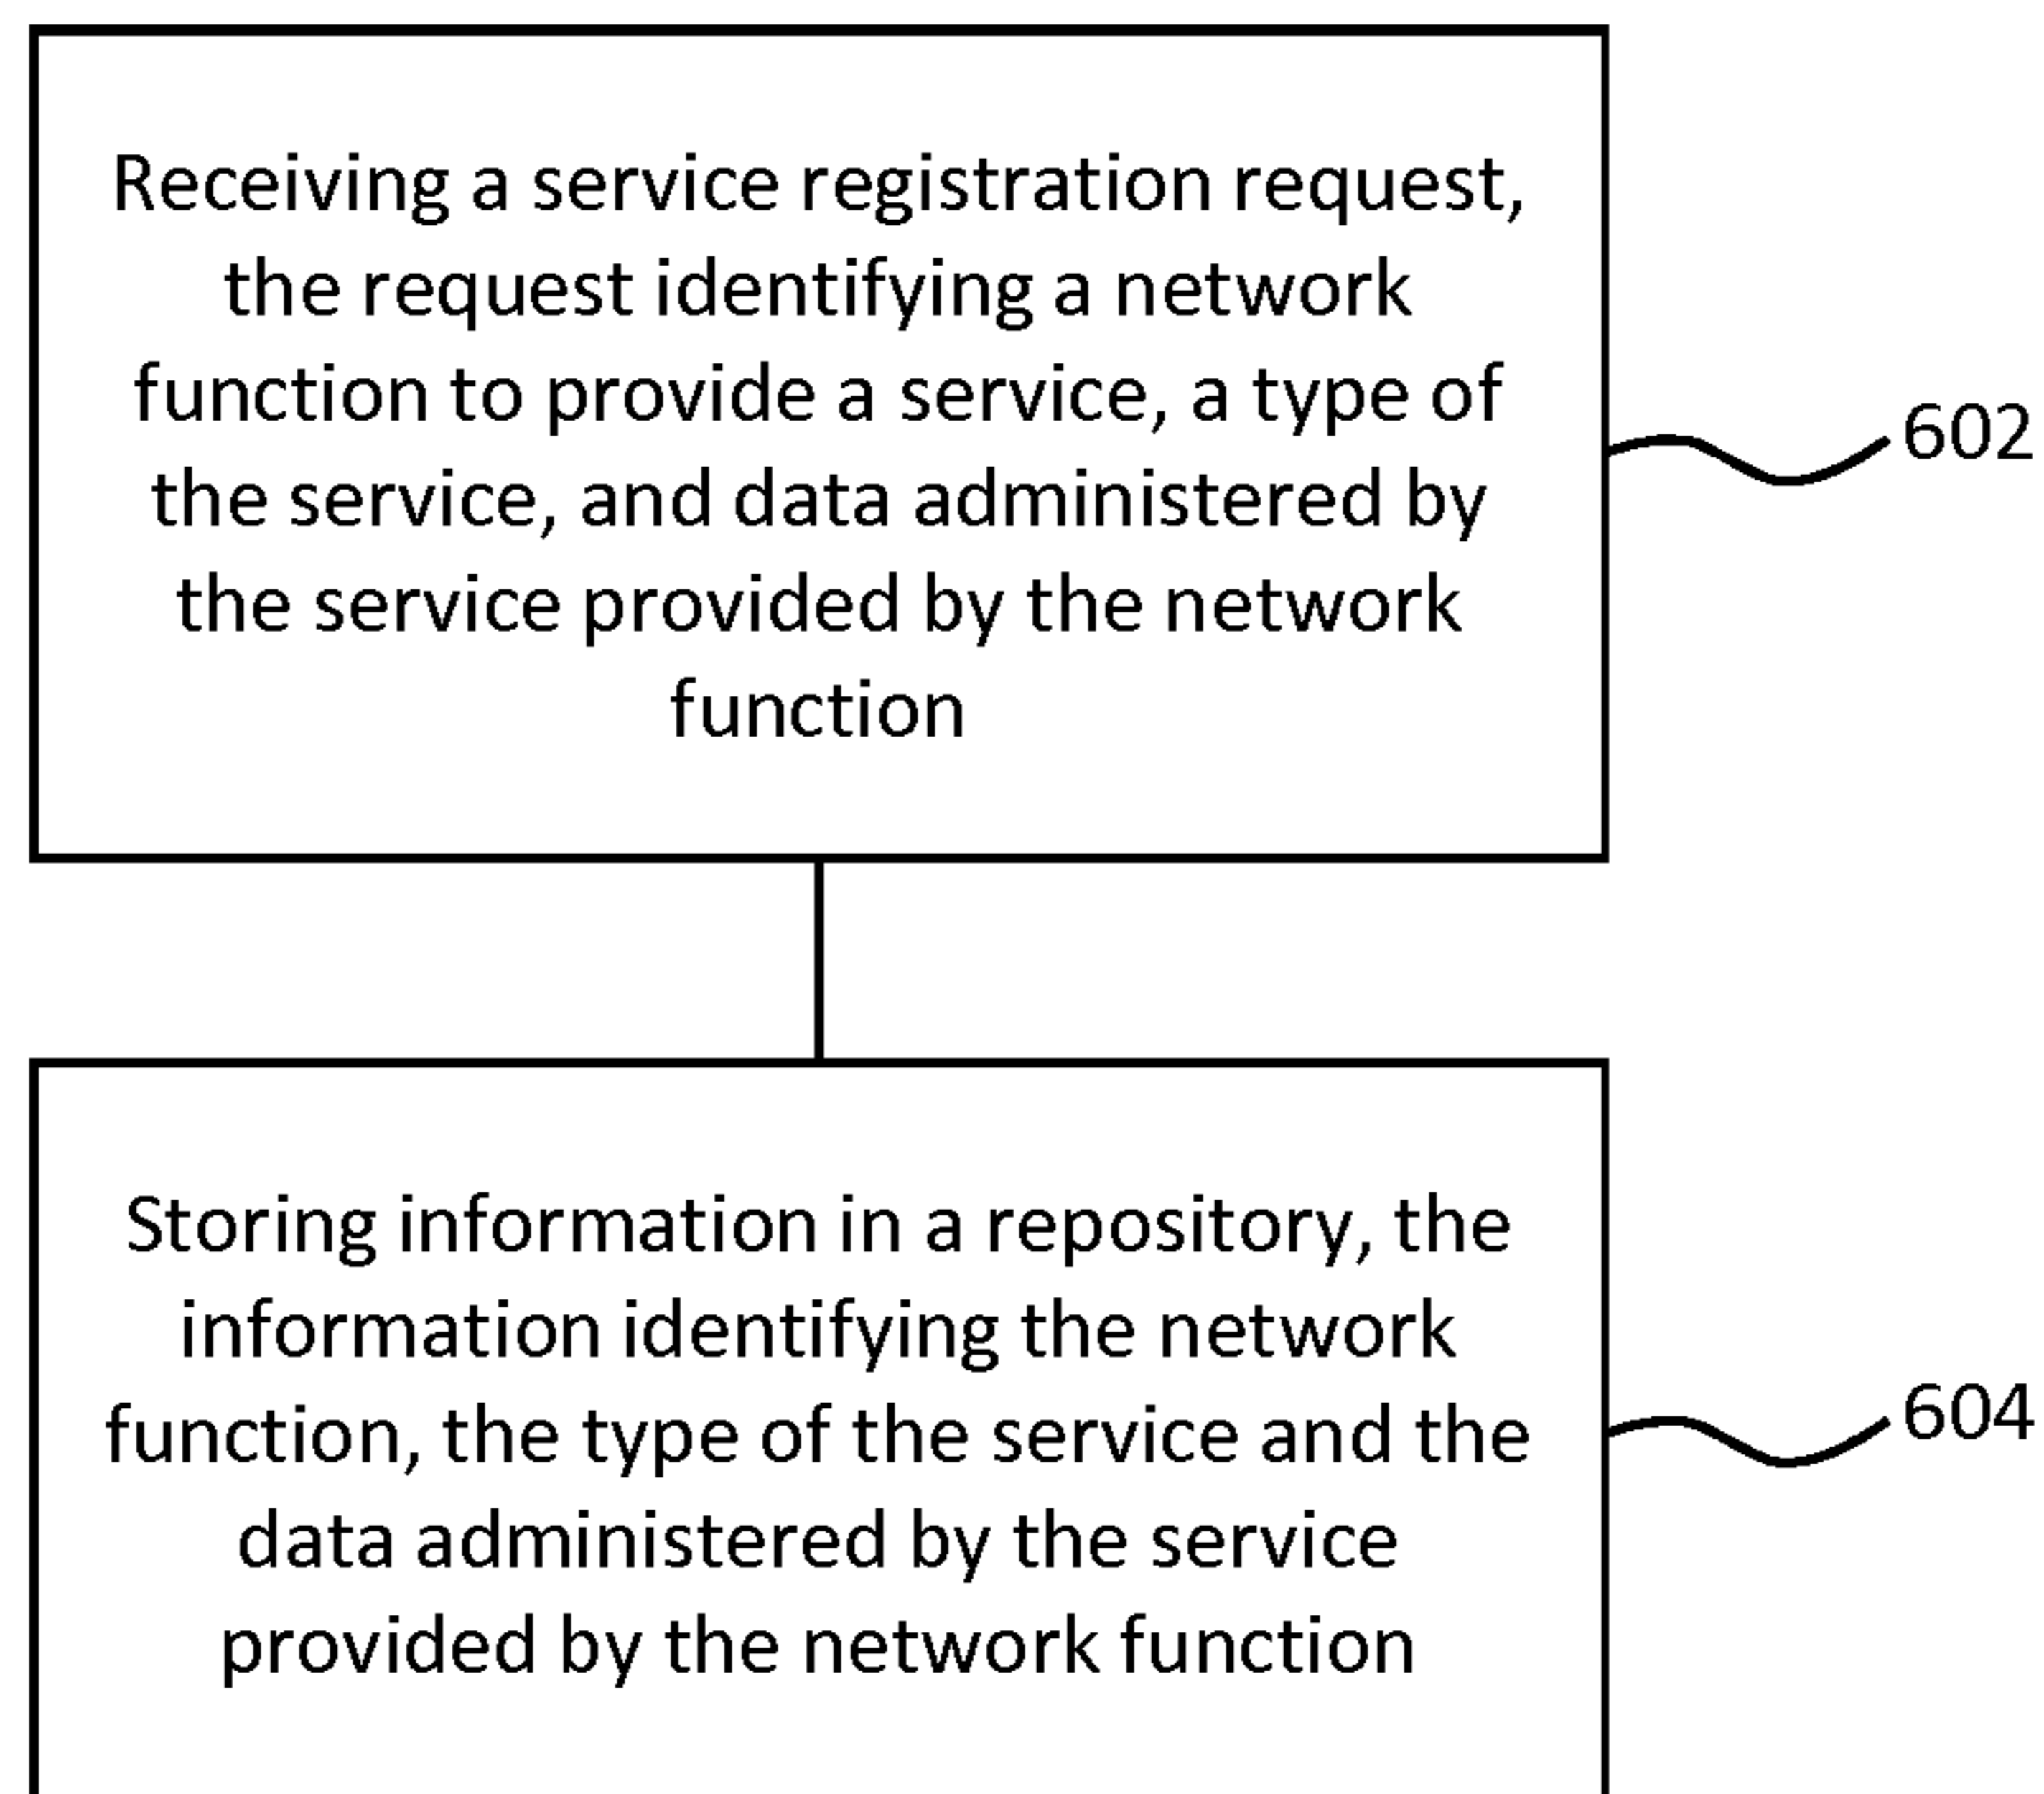 Receiving a service registration request,
the request identifying a network
function to provide a service, a type of
the service, and data administered by
the service provided by the network
function
602
Storing information in a repository, the
information identifying the network
function, the type of the service and the
data administered by the service
provided by the network function
604